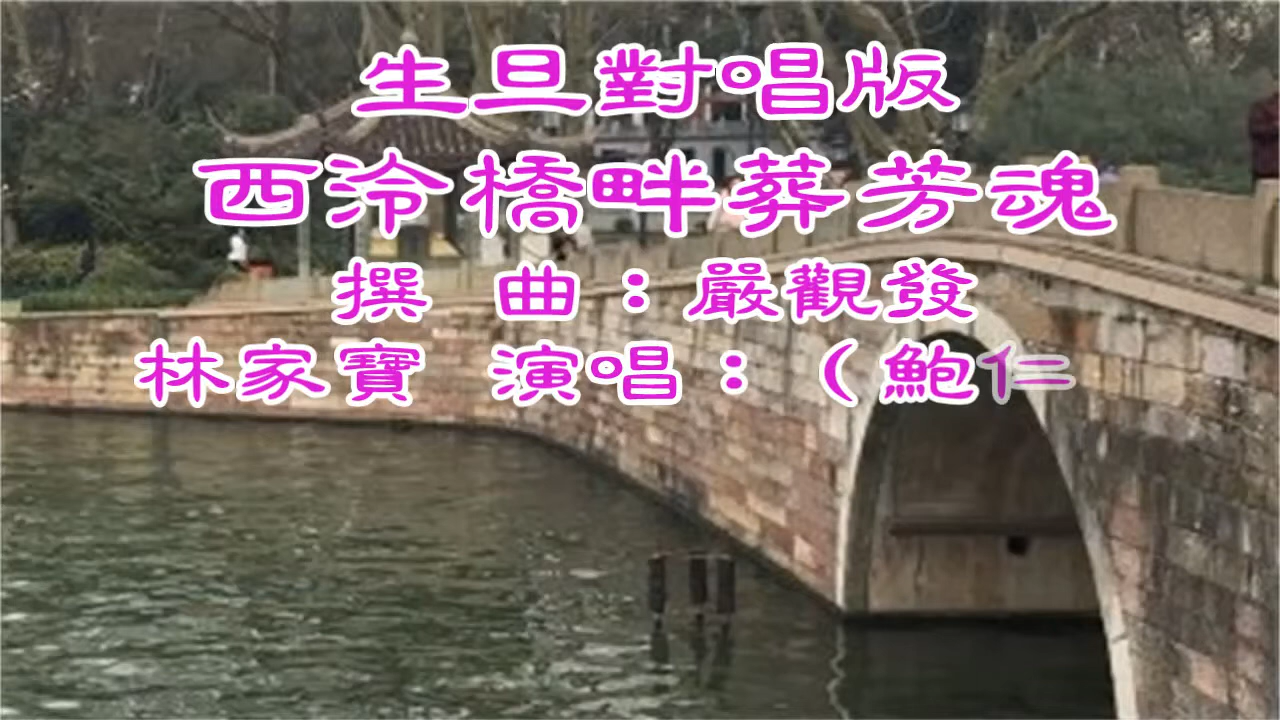 生旦對唱版
西泠橋畔葬芳魂
撰 曲：嚴觀發
林家寶 演唱：（鮑仁